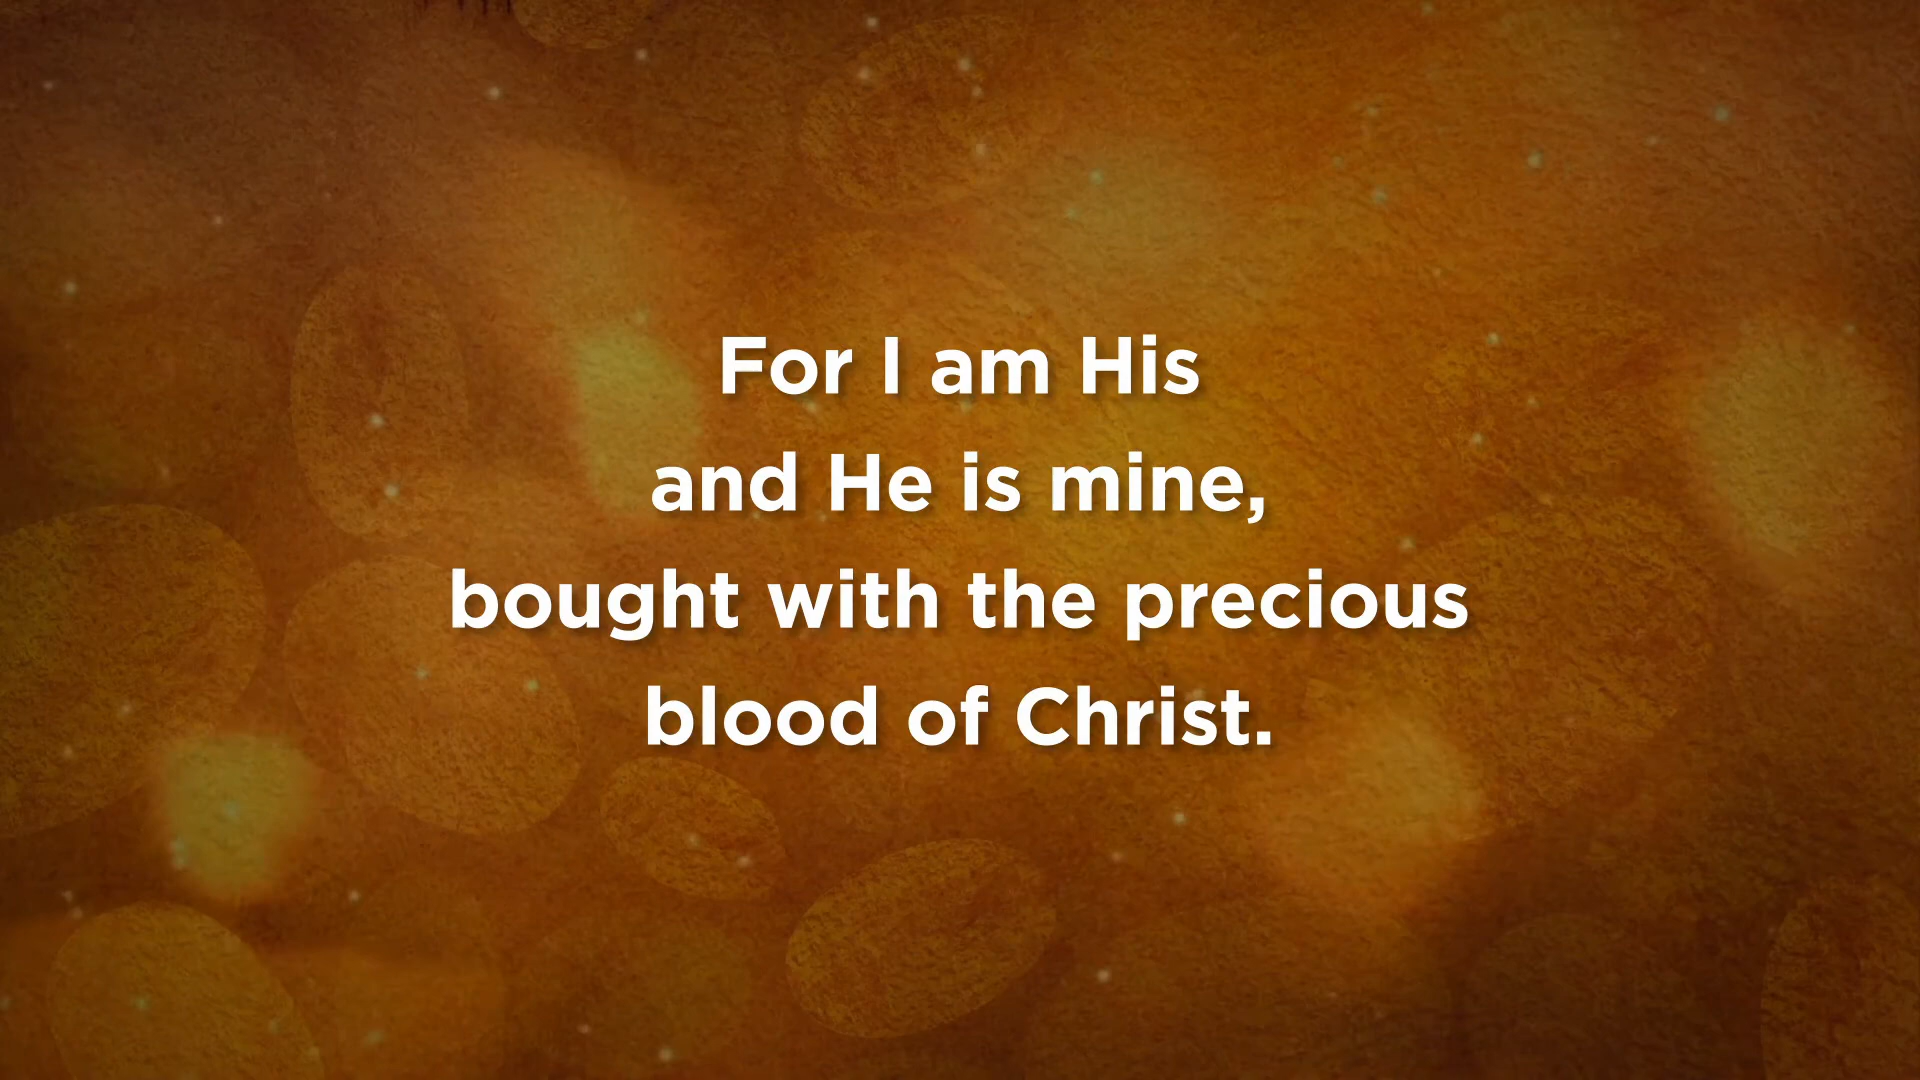 For I am His
and He is mine,
bought with the precious
blood of Christ.